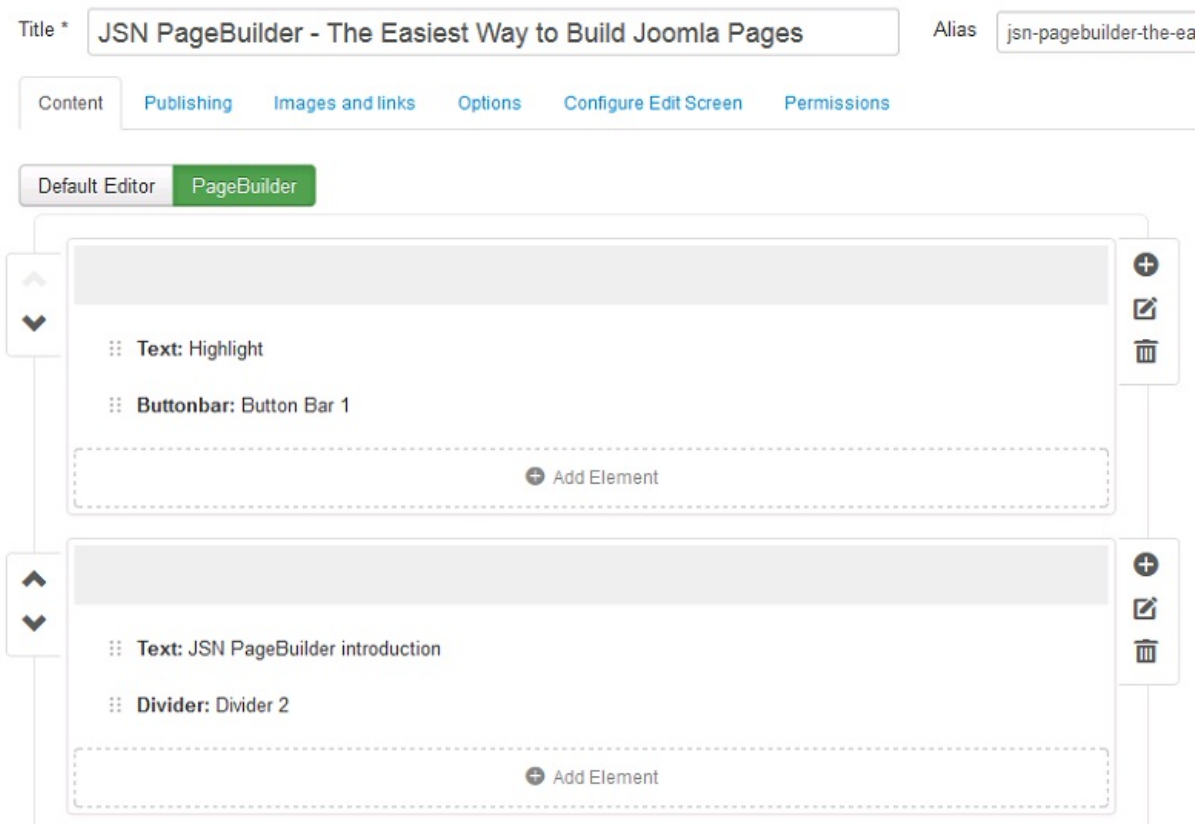 Title * JSN PageBuilder - The Easiest Way to Build Joomla Pages Alias jsn-pagebuilder-the-ea
Content Publishing Images and links Options Configure Edit Screen Permissions
Default Editor PageBuilder
Text: Highlight
Buttonbar: Button Bar 1
Add Element
Text: JSN PageBuilder introduction
Divider: Divider 2
Add Element